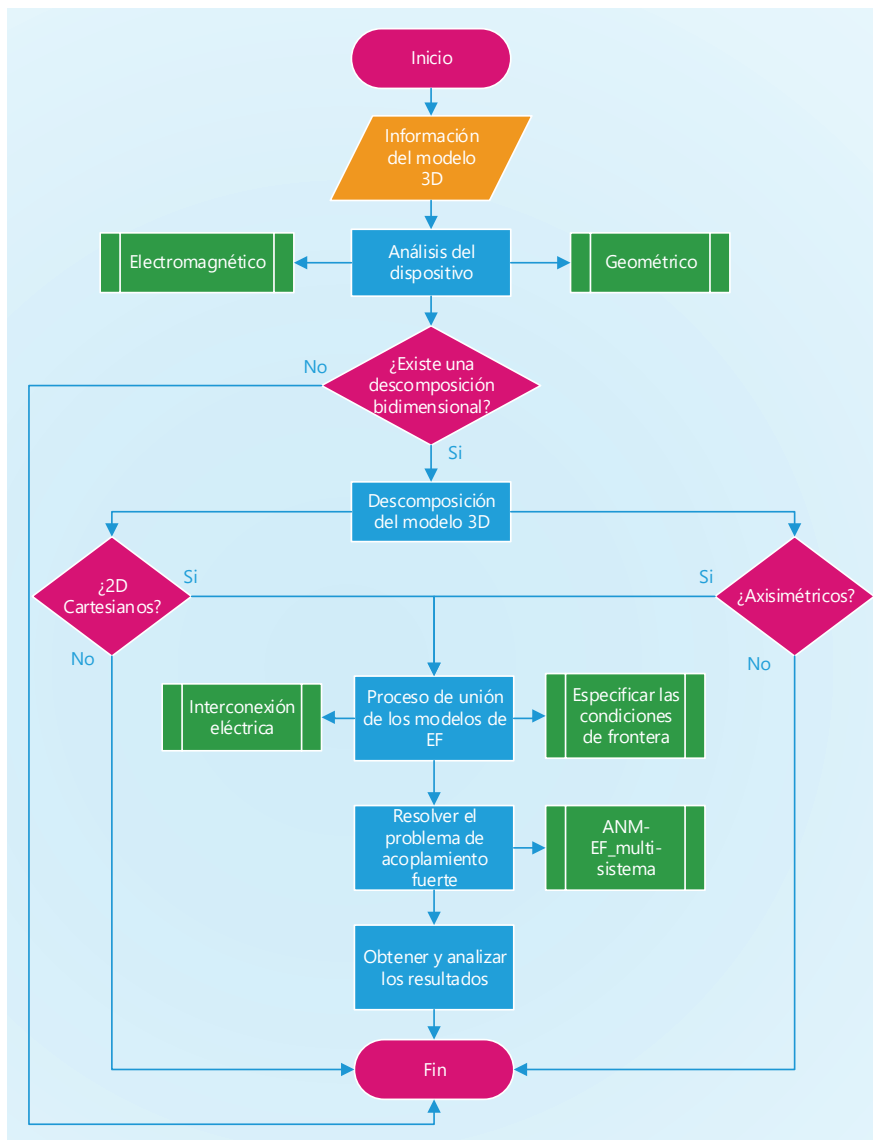 Inicio
Información
del modelo
3D
Electromagnético
Análisis del
dispositivo
Geométrico
No
¿Existe una
descomposición
bidimensional?
Si
Descomposición
del modelo 3D
¿2D
Cartesianos?
Si
No
Si
¿Axisimétricos?
No
Interconexión
eléctrica
Proceso de unión
de los modelos de
EF
Especificar las
condiciones
de frontera
Resolver el
problema de
acoplamiento
fuerte
ANM-
EF_multi-
sistema
Obtener y analizar
los resultados
Fin